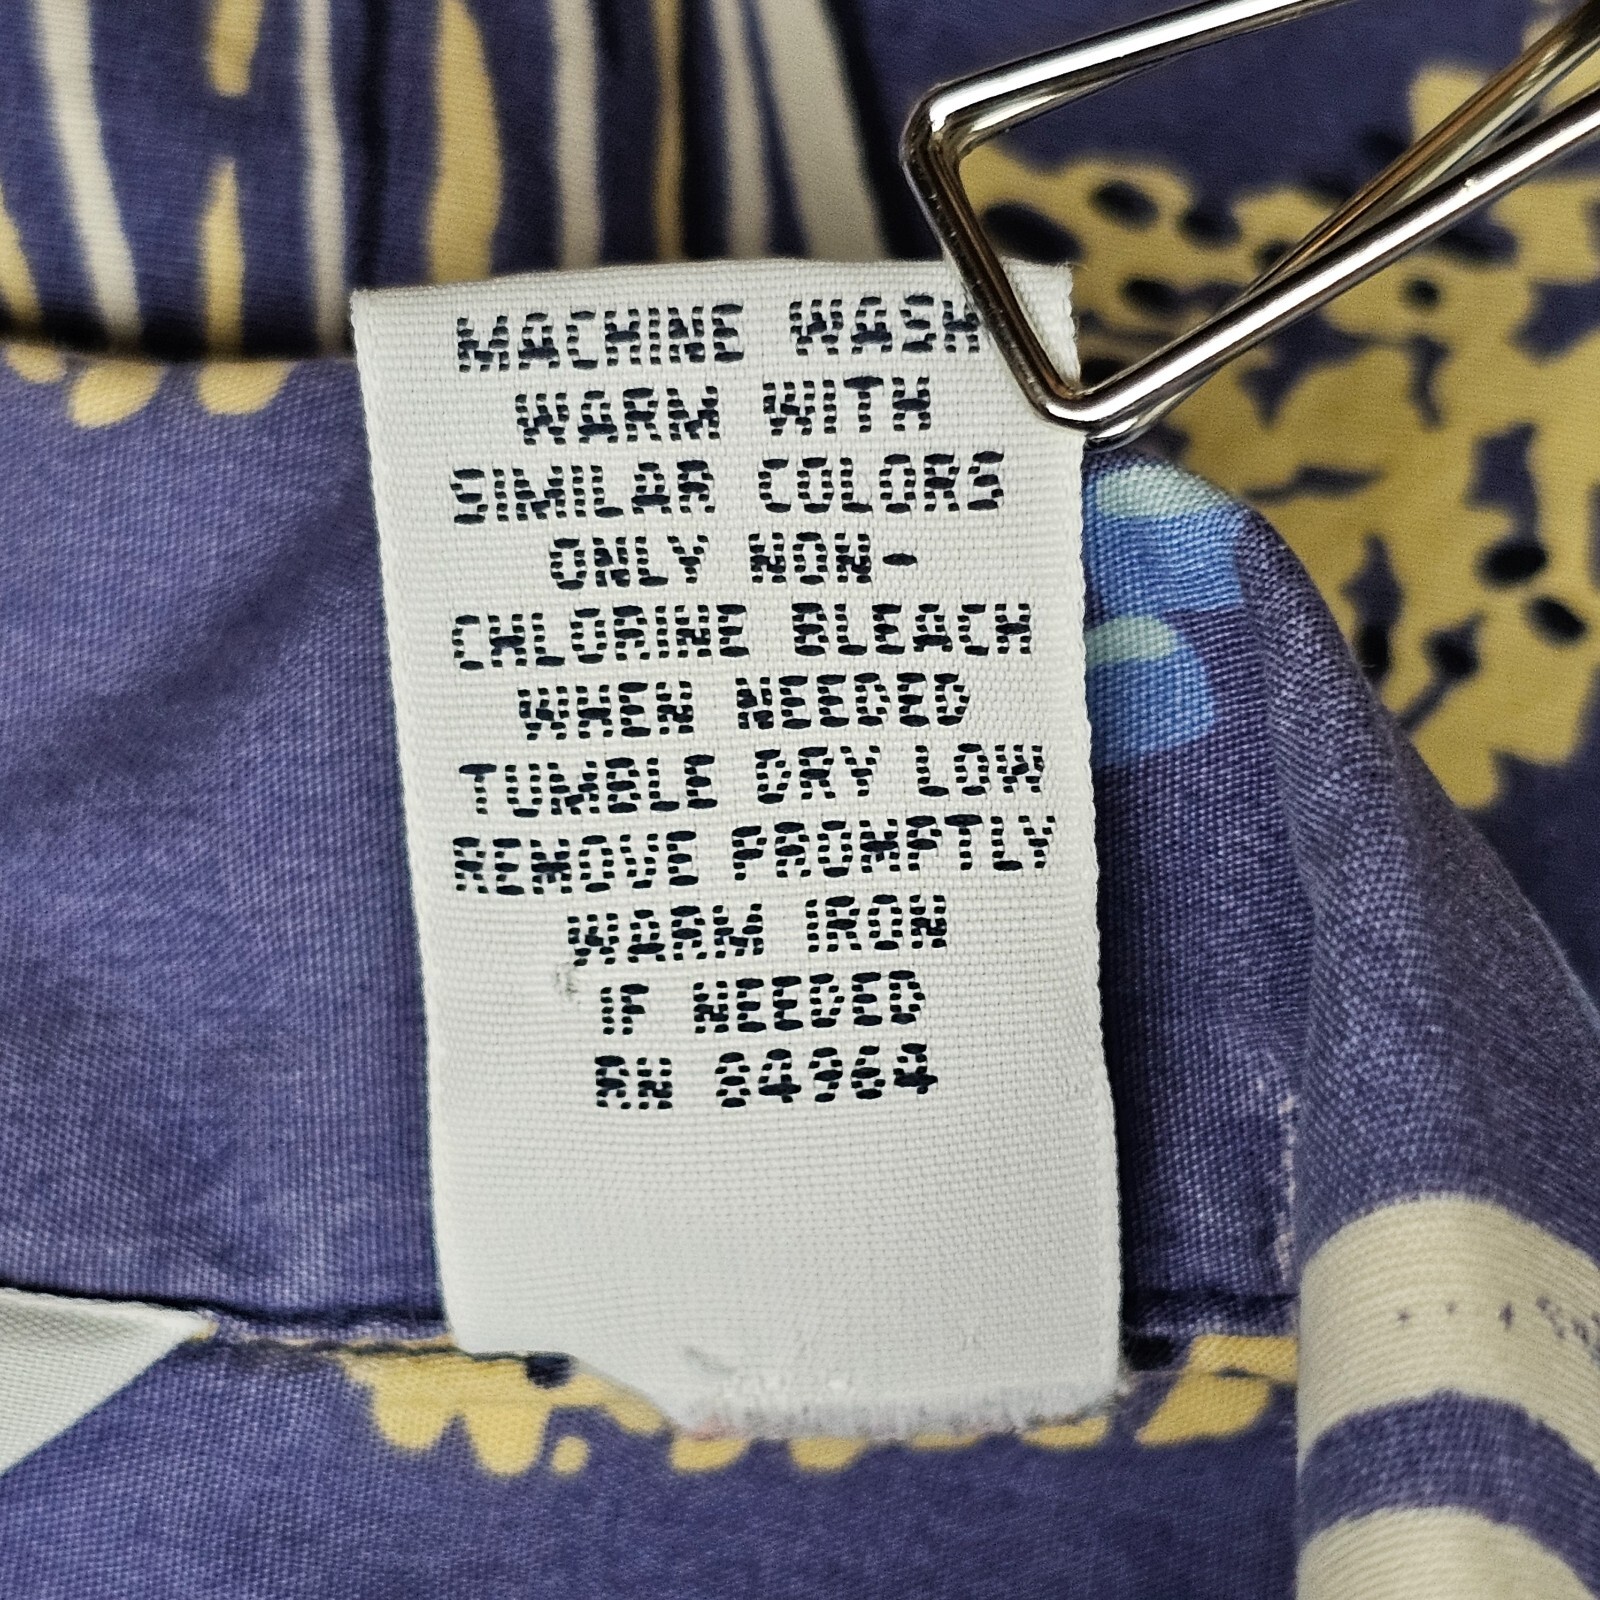 MACHINE WASH
WARM WITH
SIMILAR COLORS
ONLY NON-
CHLORINE BLEACH
WHEN NEEDED
TUMBLE DRY LOW
REMOVE PROMPTLY
WARM IRON
IF NEEDED
RN 84964